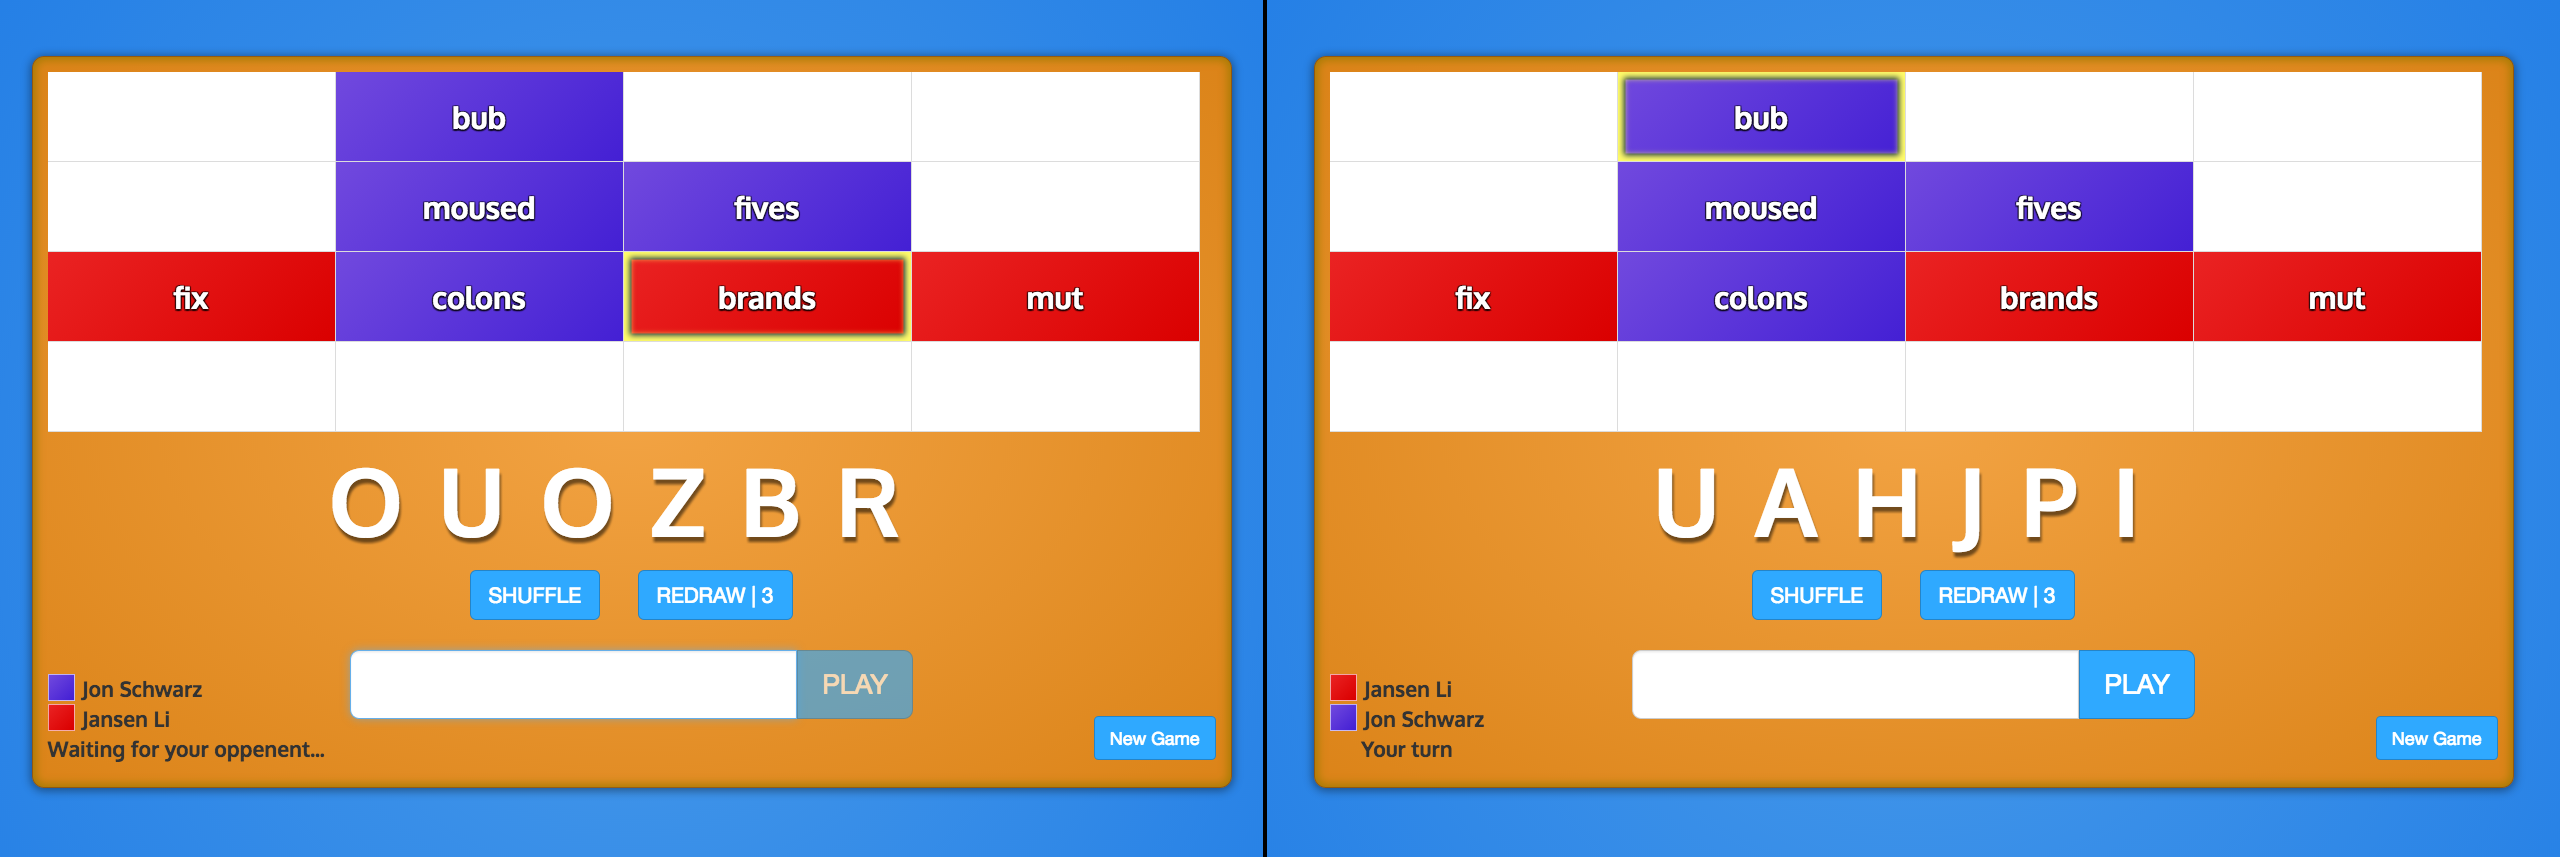 bub
moused fives
fix colons brands mut
O U O Z B R
SHUFFLE REDRAW | 3
PLAY
Jon Schwarz
Jansen Li
Waiting for your oppenent...
New Game
bub
moused fives
fix colons brands mut
U A H J P I
SHUFFLE REDRAW | 3
PLAY
Jansen Li
Jon Schwarz
Your turn
New Game